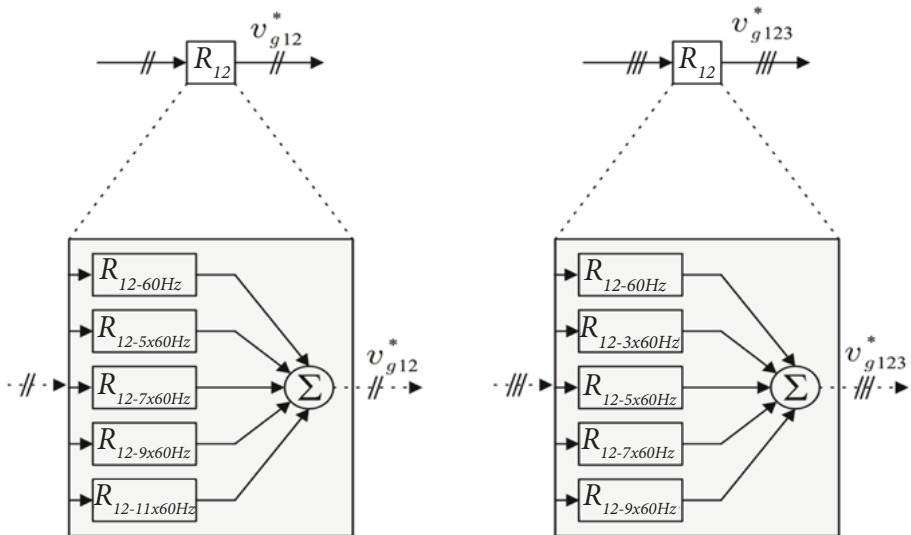 v*g12
R12
v*g123
R12
R12-60Hz
R12-5x60Hz
R12-7x60Hz
R12-9x60Hz
R12-11x60Hz
Σ
v*g12
R12-60Hz
R12-3x60Hz
R12-5x60Hz
R12-7x60Hz
R12-9x60Hz
Σ
v*g123